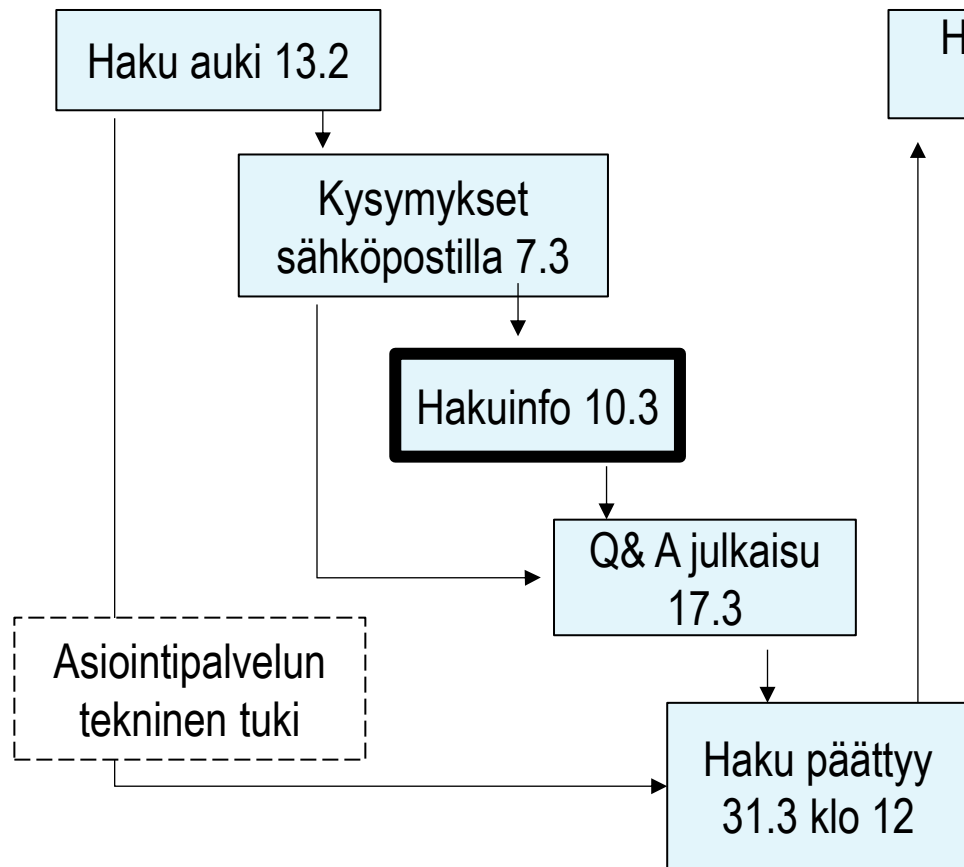 Haku auki 13.2
Kysymykset
sähköpostilla 7.3
Hakuinfo 10.3
Q& A julkaisu
17.3
Asiointipalvelun
tekninen tuki
Haku päättyy
31.3 klo 12